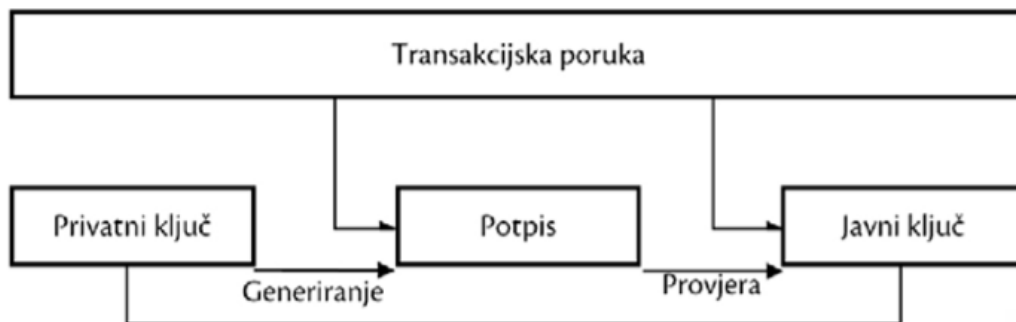 Transakcijska poruka
Privatni ključ
Potpis
Javni ključ
Generiranje
Provjera